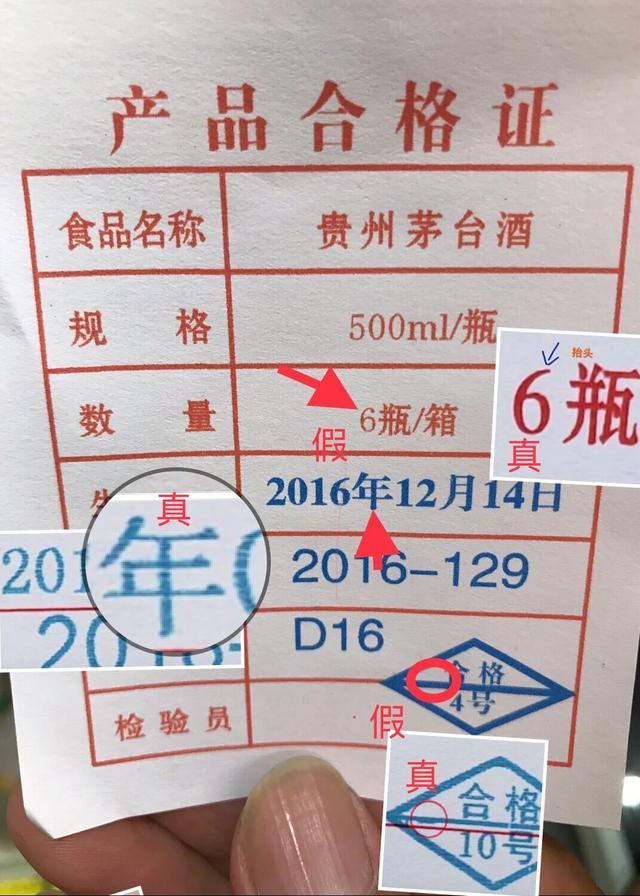 产品合格证
食品名称 贵州茅台酒
规格 500ml/瓶
抬头
6瓶
真
数量 6瓶/箱
假
2016年12月14日
真
201
年(
2016-129
D16
合格
4号
检验员
假
真
合格
10号